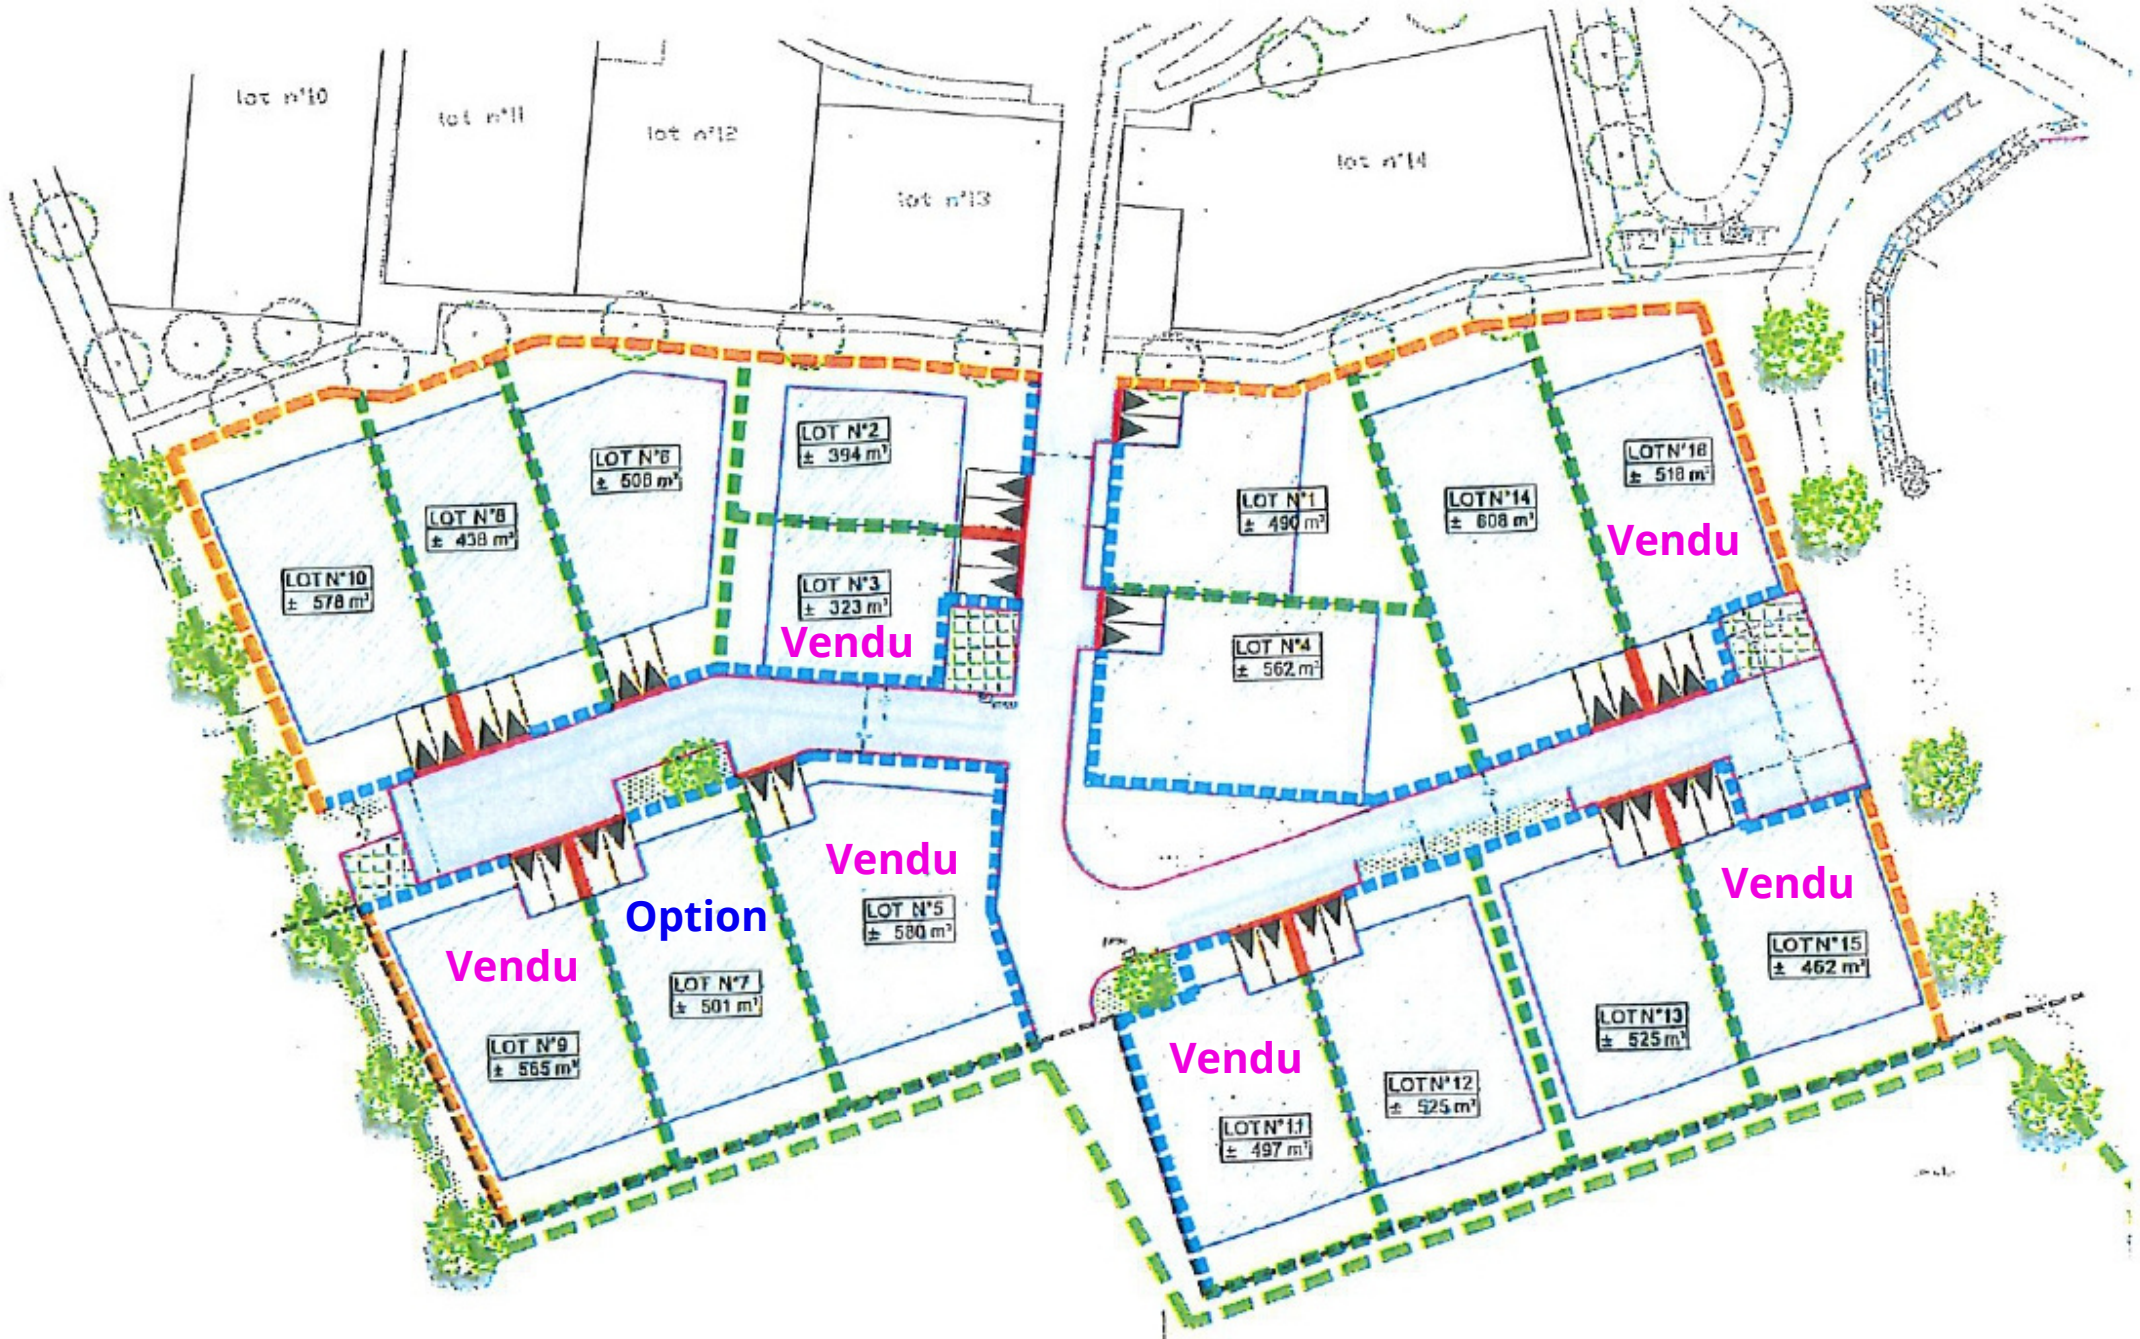 lot n°10
lot n°11
lot n°12
lot n°13
lot n°14
LOT N°10
± 578 m²
LOT N°8
± 438 m²
LOT N°6
± 508 m²
LOT N°2
± 394 m²
LOT N°3
± 323 m²
Vendu
LOT N°1
± 490 m²
LOT N°4
± 562 m²
LOT N°14
± 608 m²
LOT N°16
± 518 m²
Vendu
Vendu
LOT N°9
± 565 m²
Option
LOT N°7
± 501 m²
Vendu
LOT N°5
± 580 m²
Vendu
LOT N°11
± 497 m²
LOT N°12
± 525 m²
LOT N°13
± 525 m²
Vendu
LOT N°15
± 462 m²